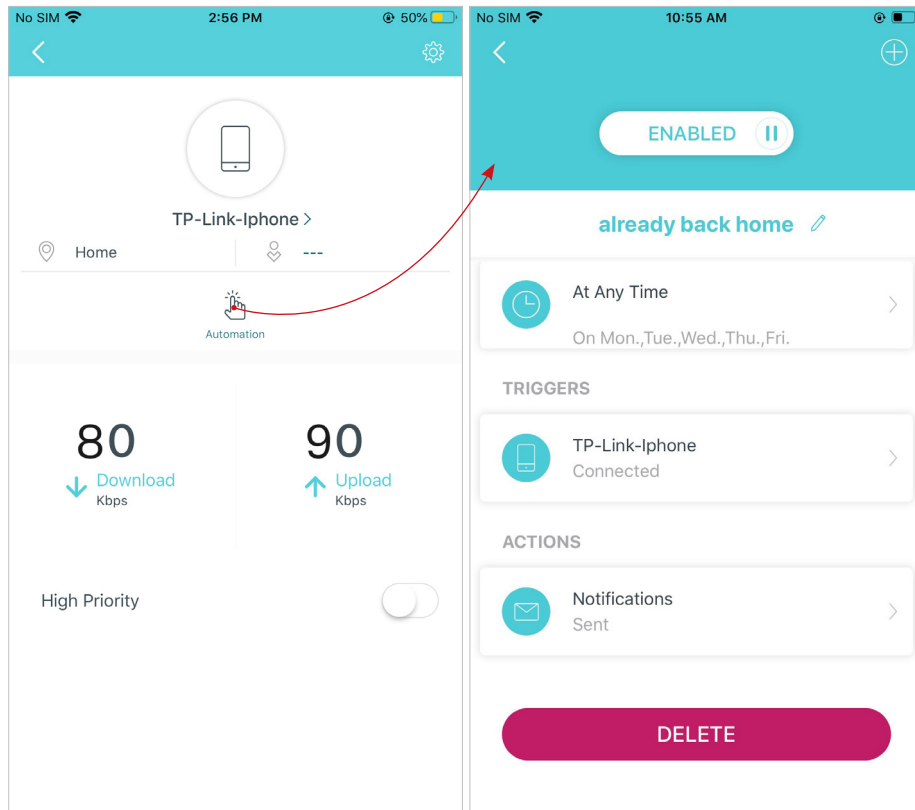 No SIM
2:56 PM
50%
TP-Link-Iphone >
Home
---
Automation
80
Download
Kbps
90
Upload
Kbps
High Priority
No SIM
10:55 AM
ENABLED
already back home
At Any Time
On Mon.,Tue.,Wed.,Thu.,Fri.
TRIGGERS
TP-Link-Iphone
Connected
ACTIONS
Notifications
Sent
DELETE